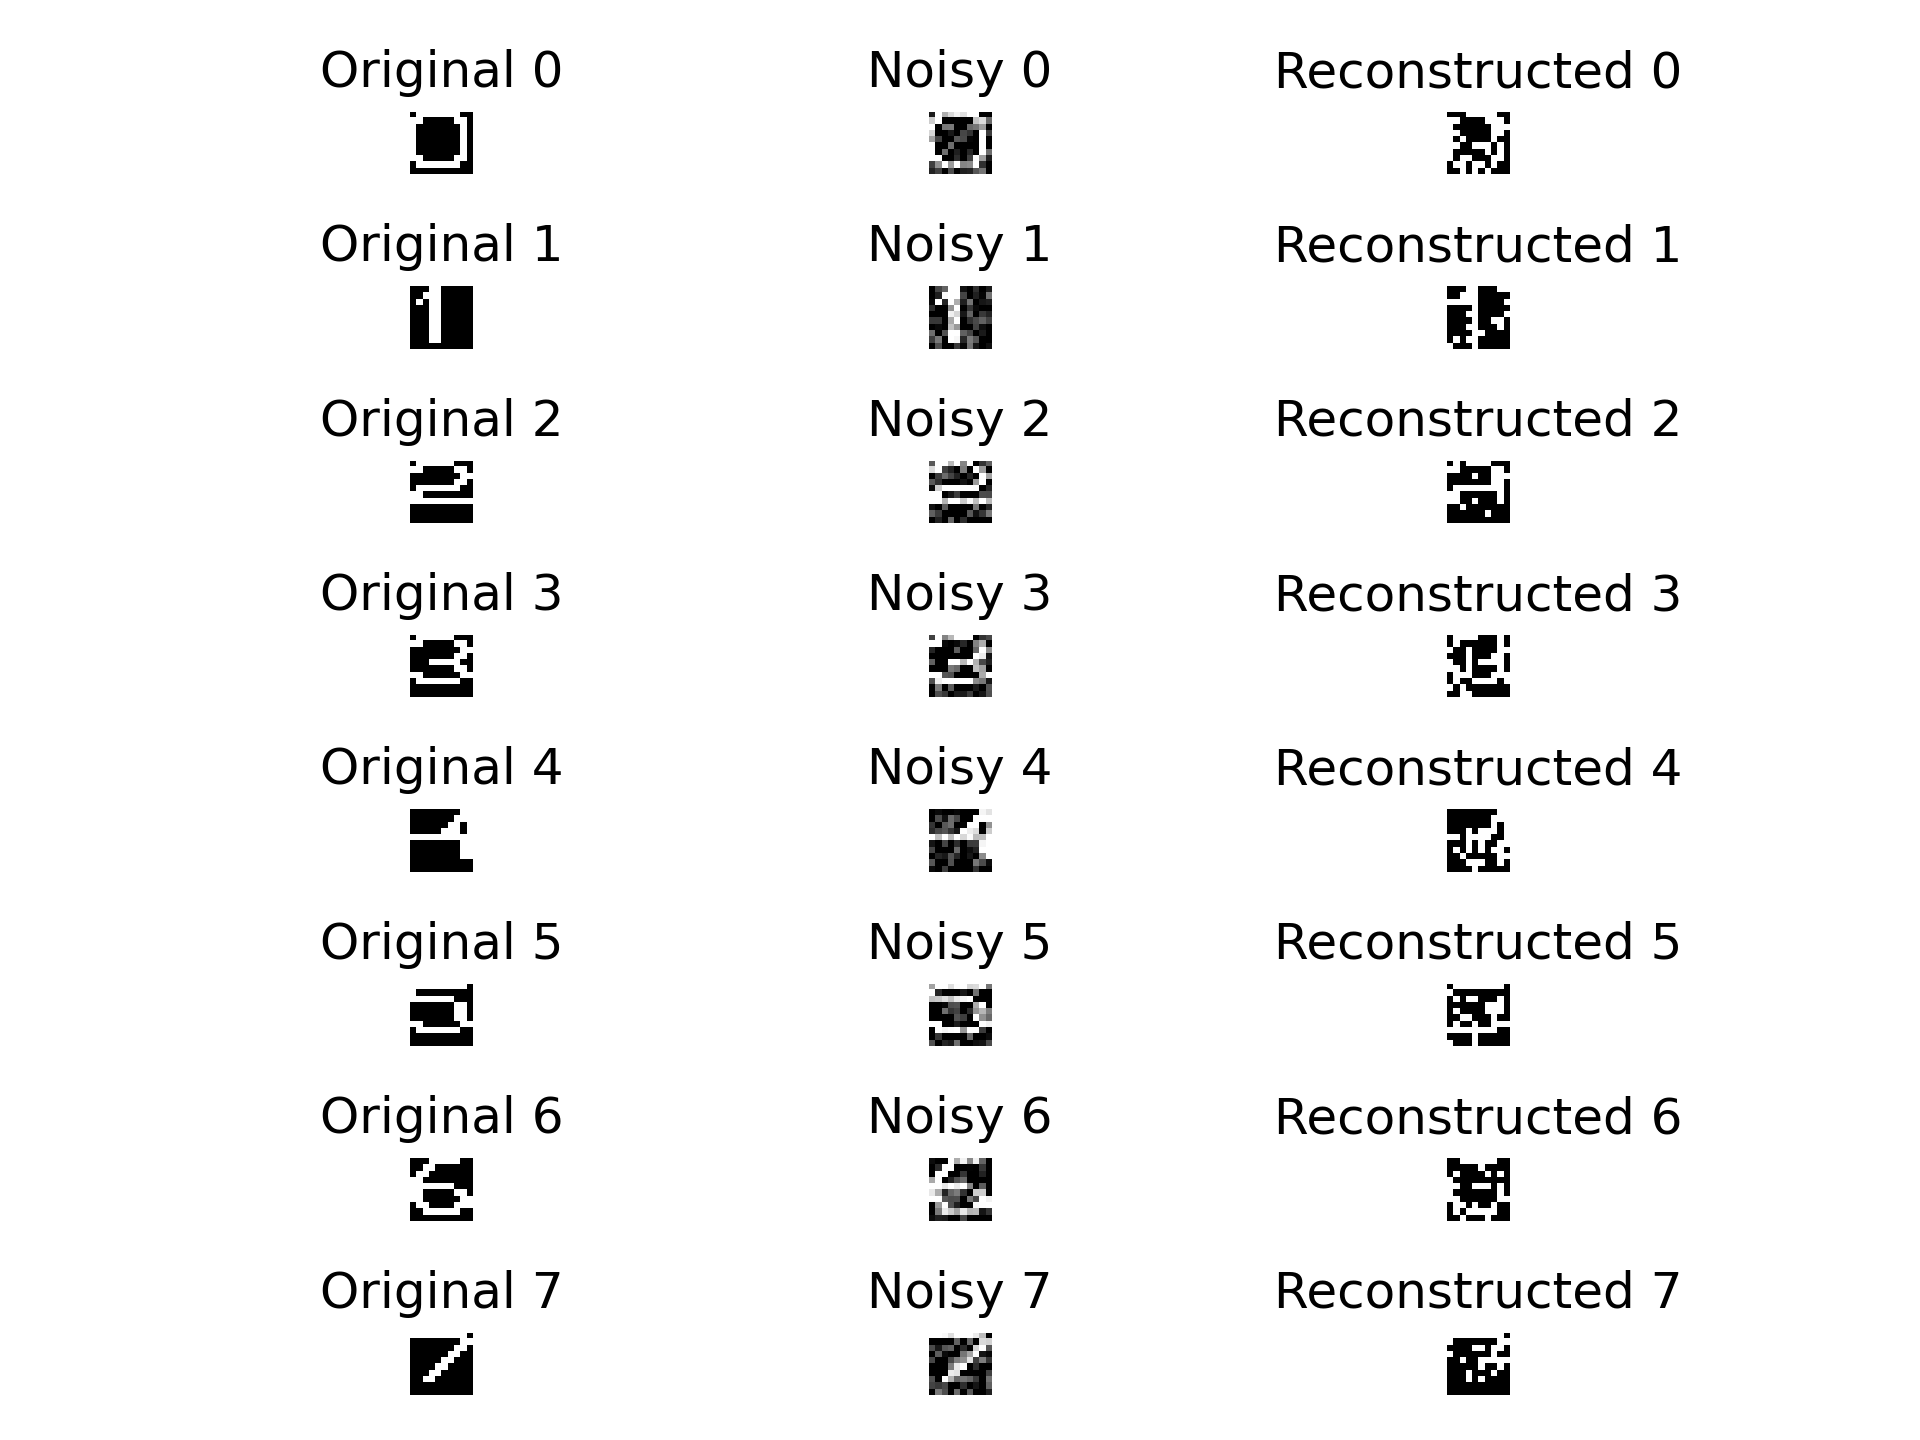 Original 0 Noisy 0 Reconstructed 0
Original 1 Noisy 1 Reconstructed 1
Original 2 Noisy 2 Reconstructed 2
Original 3 Noisy 3 Reconstructed 3
Original 4 Noisy 4 Reconstructed 4
Original 5 Noisy 5 Reconstructed 5
Original 6 Noisy 6 Reconstructed 6
Original 7 Noisy 7 Reconstructed 7